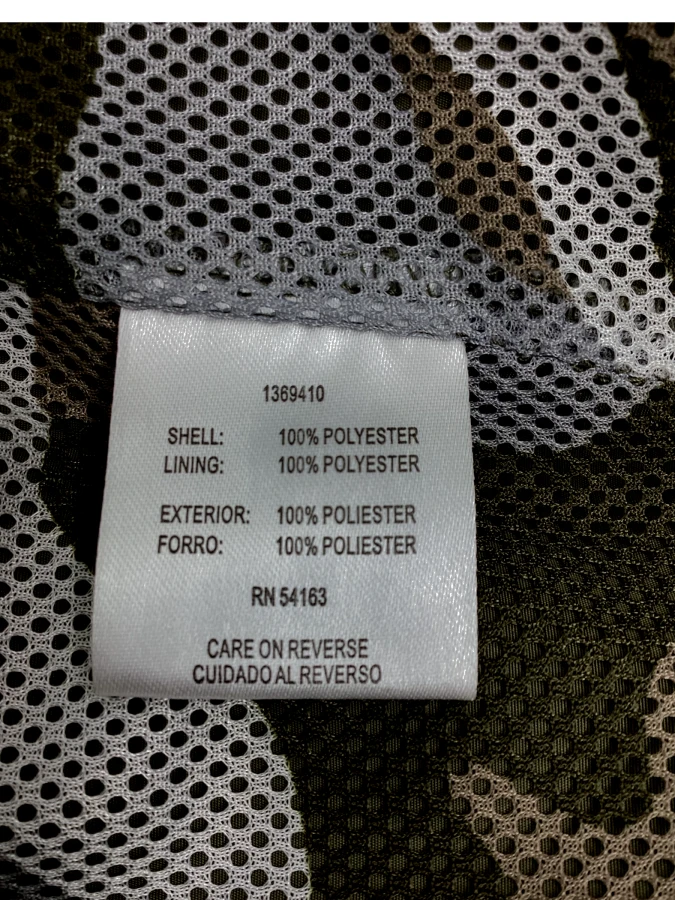 1369410
SHELL: 100% POLYESTER
LINING: 100% POLYESTER
EXTERIOR: 100% POLIESTER
FORRO: 100% POLIESTER
RN 54163
CARE ON REVERSE
CUIDADO AL REVERSO